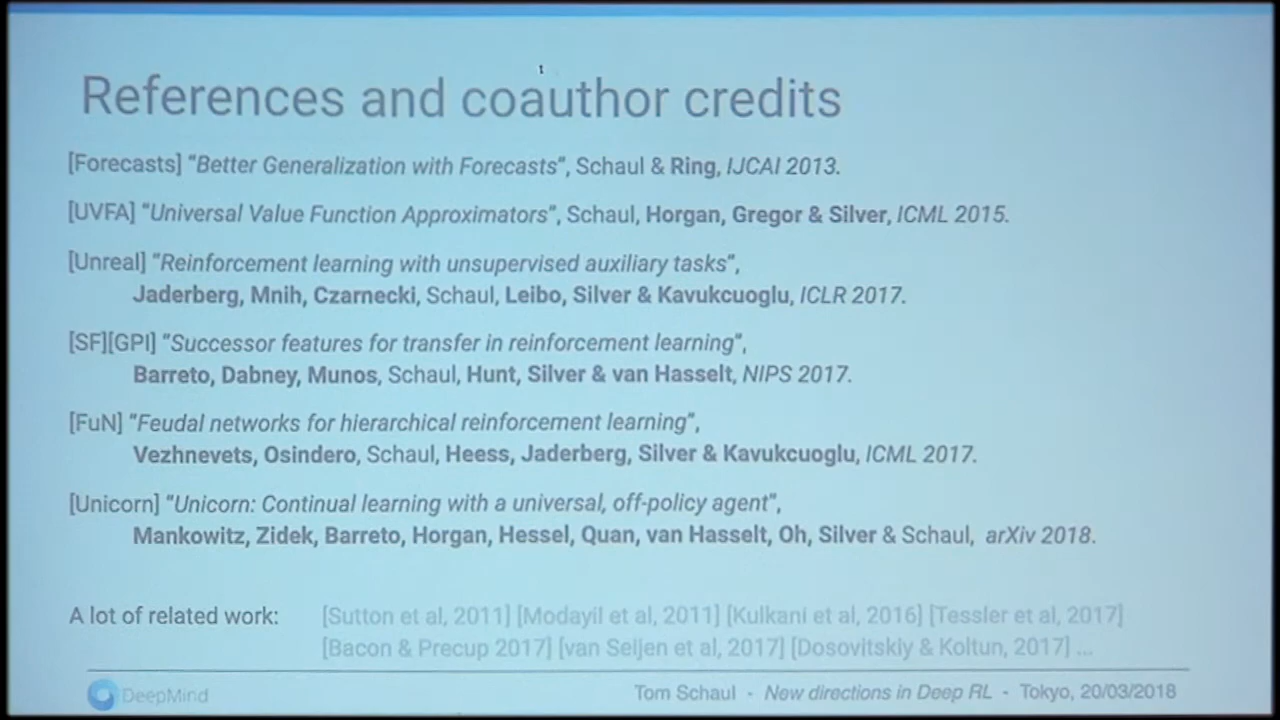 References and coauthor credits
[Forecasts] "Better Generalization with Forecasts", Schaul & Ring, IJCAI 2013.
[UVFA] "Universal Value Function Approximators", Schaul, Horgan, Gregor & Silver, ICML 2015.
[Unreal] "Reinforcement learning with unsupervised auxiliary tasks",
Jaderberg, Mnih, Czarnecki, Schaul, Leibo, Silver & Kavukcuoglu, ICLR 2017.
[SF][GPI] "Successor features for transfer in reinforcement learning",
Barreto, Dabney, Munos, Schaul, Hunt, Silver & van Hasselt, NIPS 2017.
[FuN] "Feudal networks for hierarchical reinforcement learning",
Vezhnevets, Osindero, Schaul, Heess, Jaderberg, Silver & Kavukcuoglu, ICML 2017.
[Unicorn] "Unicorn: Continual learning with a universal, off-policy agent",
Mankowitz, Zidek, Barreto, Horgan, Hessel, Quan, van Hasselt, Oh, Silver & Schaul, arXiv 2018.
A lot of related work: [Sutton et al, 2011] [Modayil et al, 2011] [Kulkani et al, 2016] [Tessler et al, 2017]
[Bacon & Precup 2017] [van Seijen et al, 2017] [Dosovitskiy & Koltun, 2017] ...
DeepMind Tom Schaul - New directions in Deep RL - Tokyo, 20/03/2018